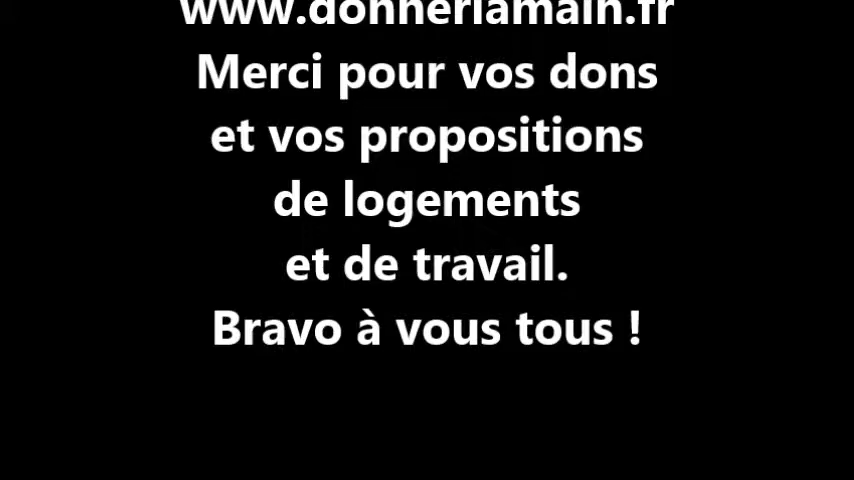 www.donnerlamain.fr
Merci pour vos dons
et vos propositions
de logements
et de travail.
Bravo à vous tous !